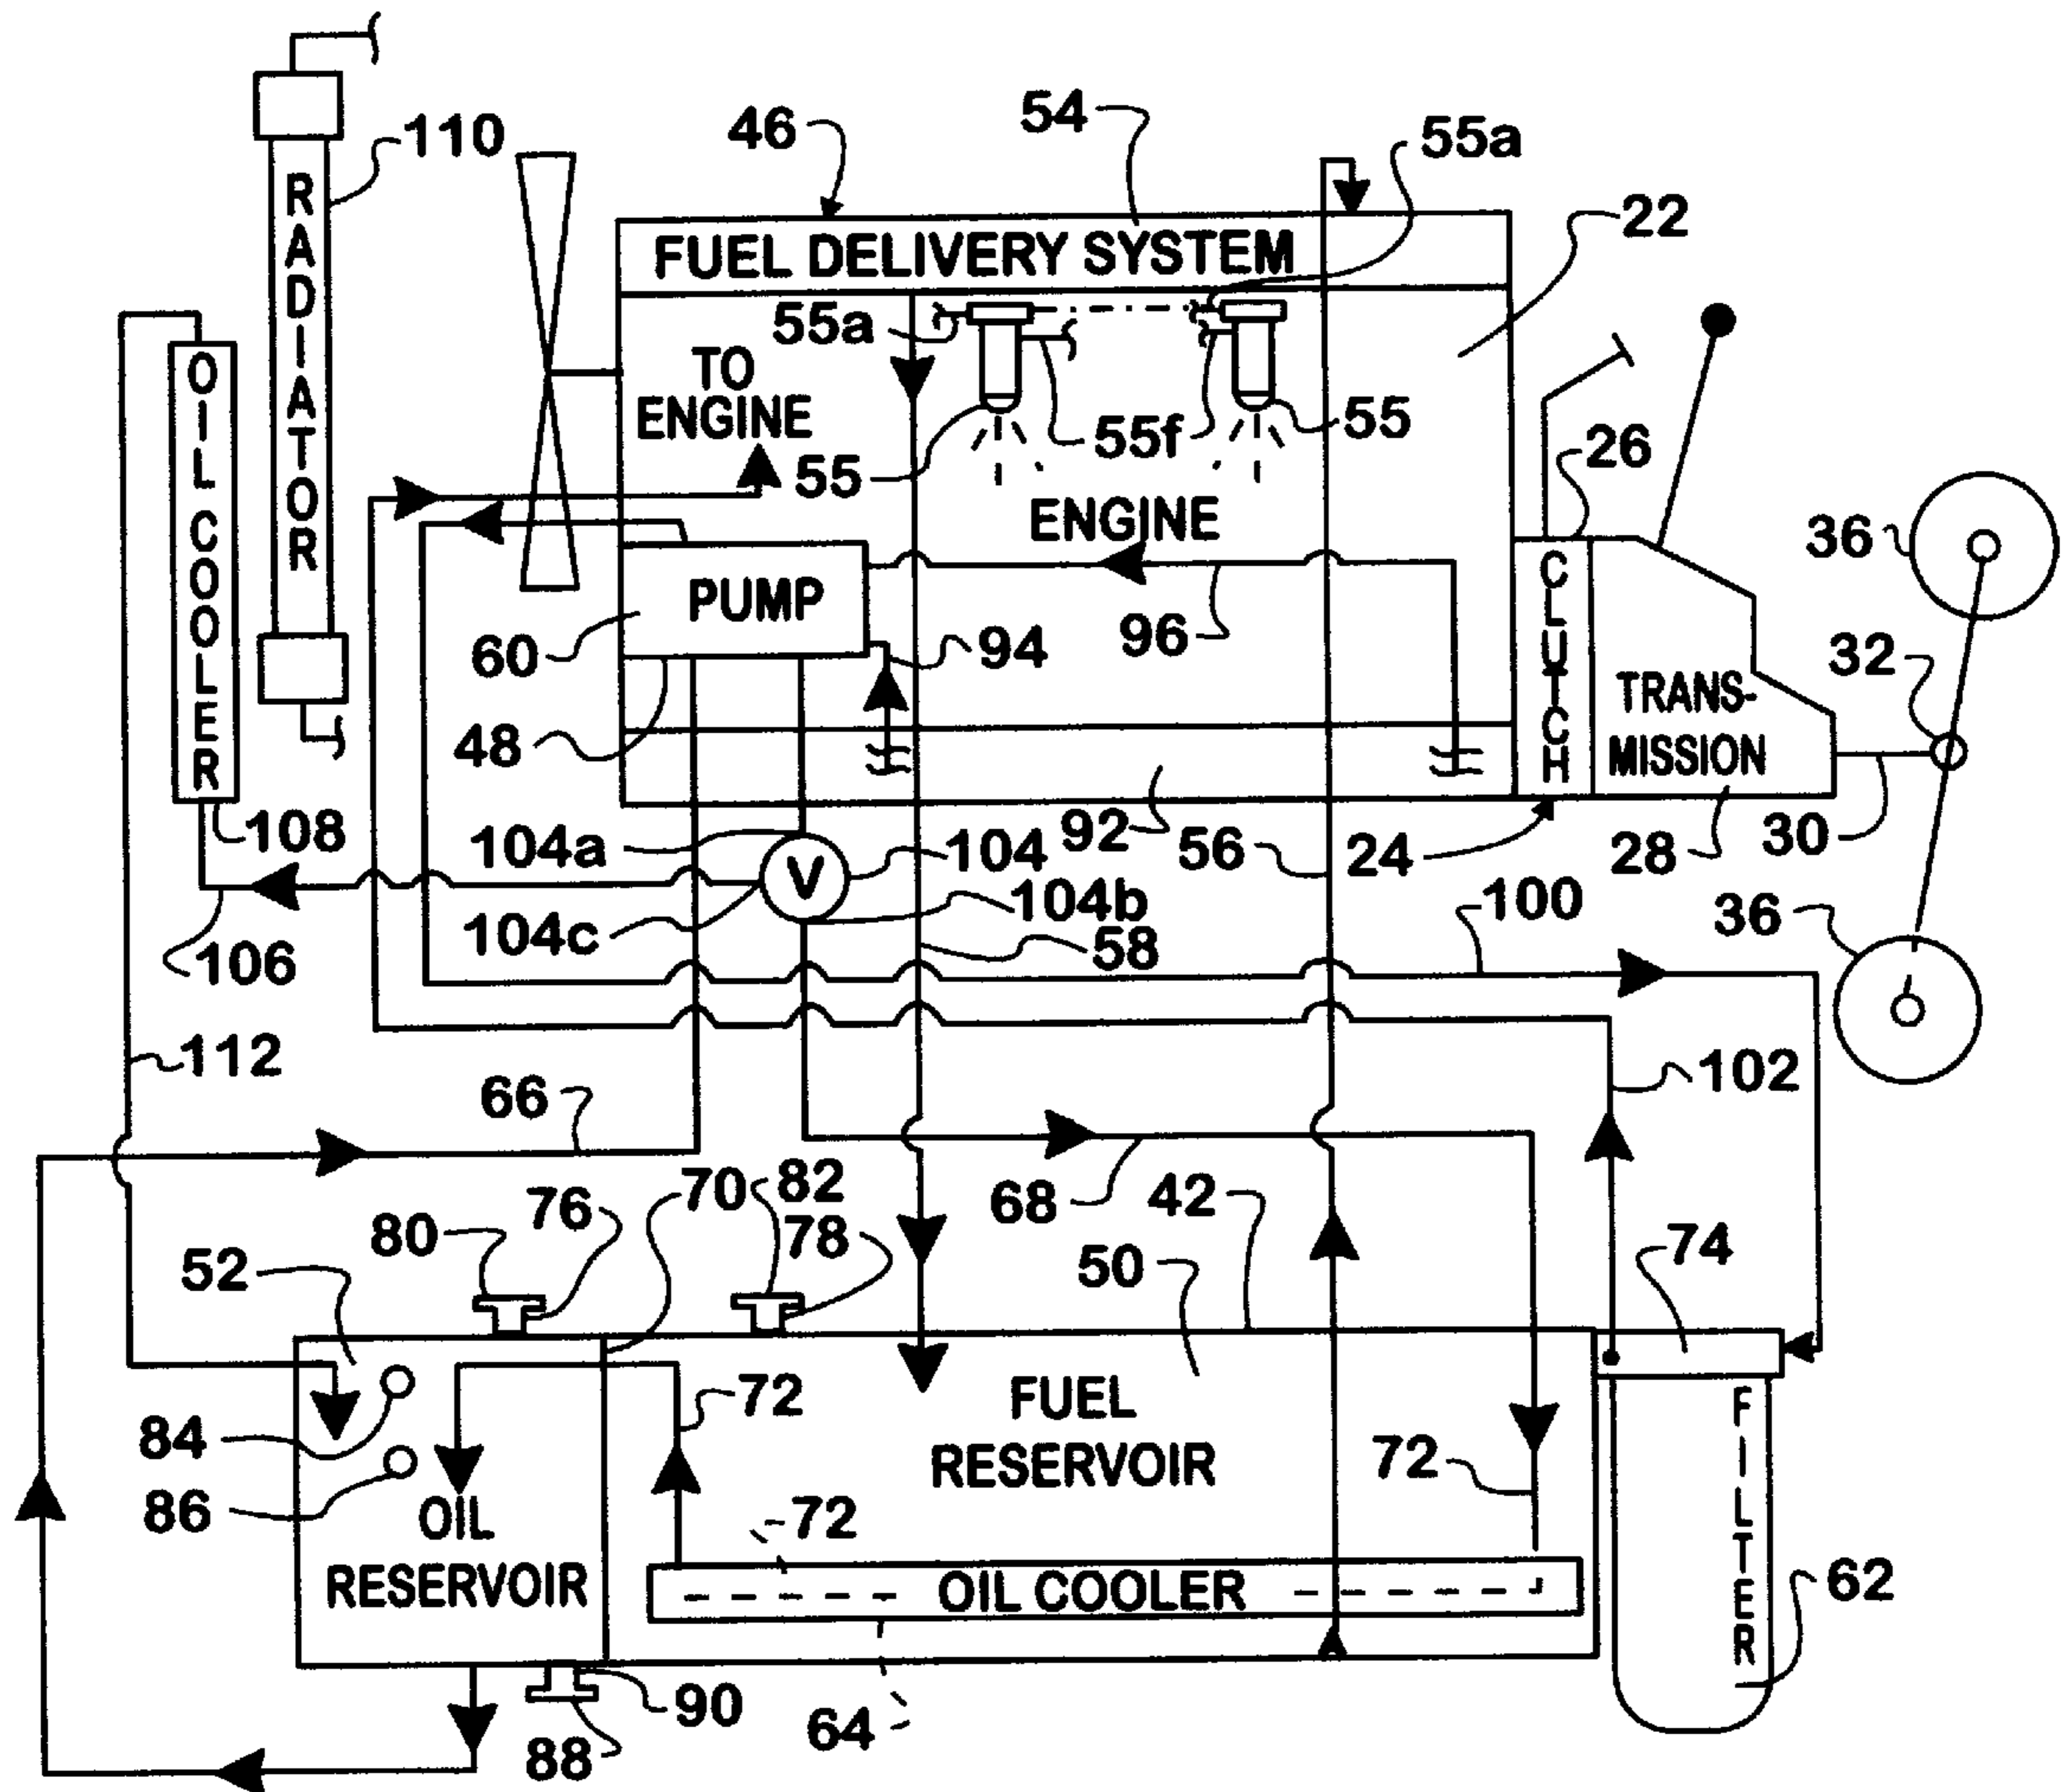 110
46
54
55a
22
RADIATOR
FUEL DELIVERY SYSTEM
55a
TO
ENGINE
55
55f
55
26
OIL COOLER
ENGINE
36
PUMP
CLUTCH
60
94
96
32
TRANS-
MISSION
48
108
104a
V
104
92
56
24
28
30
104c
104b
100
36
106
58
112
102
66
70
82
76
68
42
80
78
52
50
74
72
FUEL
RESERVOIR
FILTER
84
72
86
OIL
RESERVOIR
72
OIL COOLER
62
90
64
88